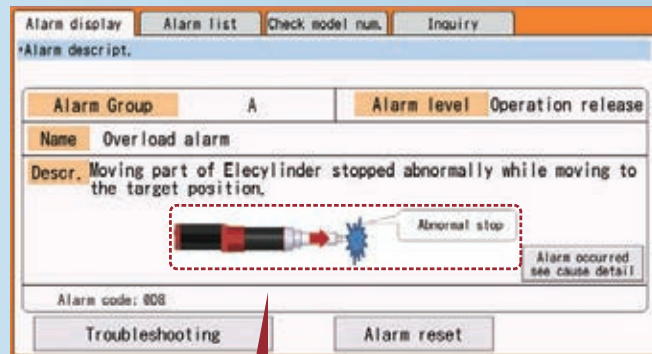 Alarm display
Alarm list
Check model num.
Inquiry
•Alarm descript.
Alarm Group A
Alarm level Operation release
Name Overload alarm
Descr. Moving part of Elecylinder stopped abnormally while moving to
the target position.
Abnormal stop
Alarm occurred
see cause detail
Alarm code: 0D8
Troubleshooting
Alarm reset